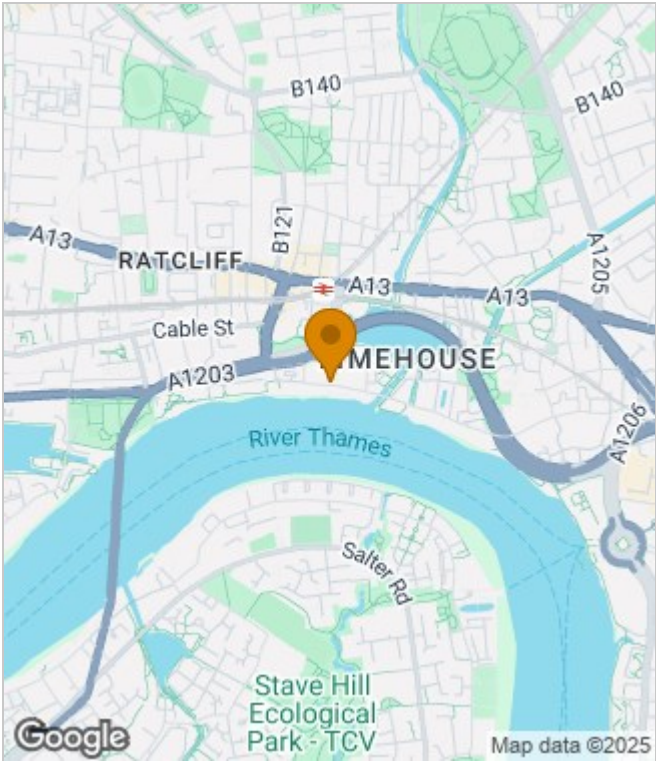 B140
B140
A13
B121
RATCLIFF
A1205
A13
A13
Cable St
IMEHOUSE
A1203
A1206
River Thames
Salter Rd
Stave Hill
Ecological
Park - TCV
Google
Map data ©2025